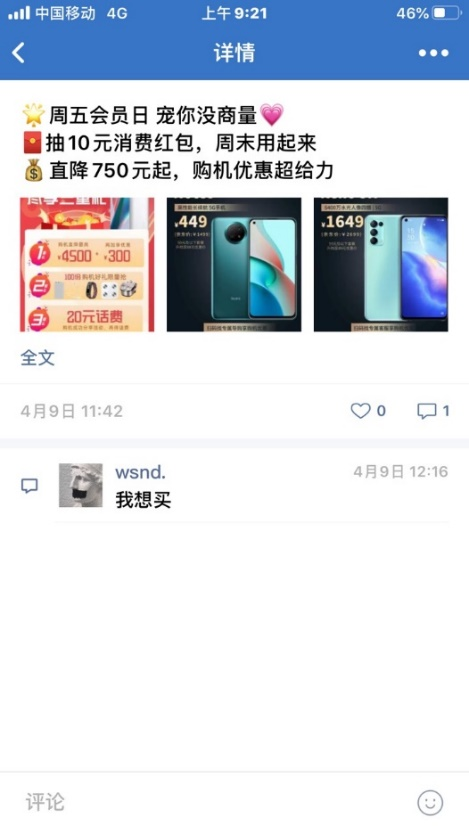 中国移动 4G 上午 9:21 46%
详情
周五会员日 宠你没商量
抽10元消费红包，周末用起来
直降750元起，购机优惠超给力
¥4500 ¥300
20元话费
449
1649
全文
4月9日 11:42 0 1
wsnd. 4月9日 12:16
我想买
评论